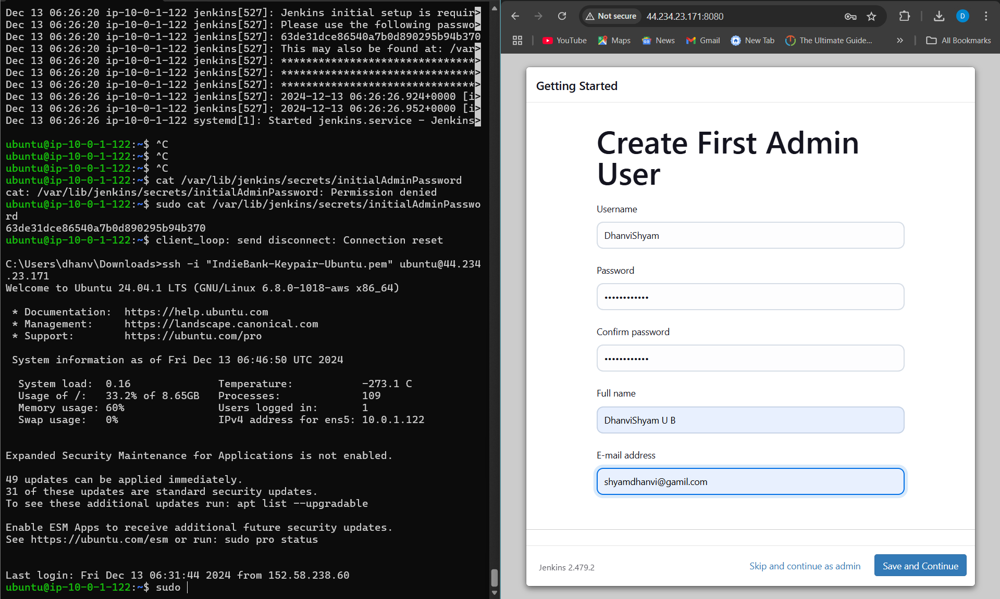 Dec 13 06:26:20 ip-10-0-1-122 jenkins[527]: Jenkins initial setup is requir>
Dec 13 06:26:20 ip-10-0-1-122 jenkins[527]: Please use the following passwo>
Dec 13 06:26:20 ip-10-0-1-122 jenkins[527]: 63de31dce86540a7b0d890295b94b370
Dec 13 06:26:20 ip-10-0-1-122 jenkins[527]: This may also be found at: /var>
Dec 13 06:26:20 ip-10-0-1-122 jenkins[527]: *******************************>
Dec 13 06:26:20 ip-10-0-1-122 jenkins[527]: *******************************>
Dec 13 06:26:20 ip-10-0-1-122 jenkins[527]: *******************************>
Dec 13 06:26:26 ip-10-0-1-122 jenkins[527]: 2024-12-13 06:26:26.924+0000 [i>
Dec 13 06:26:26 ip-10-0-1-122 jenkins[527]: 2024-12-13 06:26:26.952+0000 [i>
Dec 13 06:26:26 ip-10-0-1-122 systemd[1]: Started jenkins.service - Jenkins>
ubuntu@ip-10-0-1-122:~$ ^C
ubuntu@ip-10-0-1-122:~$ ^C
ubuntu@ip-10-0-1-122:~$ ^C
ubuntu@ip-10-0-1-122:~$ cat /var/lib/jenkins/secrets/initialAdminPassword
cat: /var/lib/jenkins/secrets/initialAdminPassword: Permission denied
ubuntu@ip-10-0-1-122:~$ sudo cat /var/lib/jenkins/secrets/initialAdminPasswo
rd
63de31dce86540a7b0d890295b94b370
ubuntu@ip-10-0-1-122:~$ client_loop: send disconnect: Connection reset
C:\Users\dhanv\Downloads>ssh -i "IndieBank-Keypair-Ubuntu.pem" ubuntu@44.234
.23.171
Welcome to Ubuntu 24.04.1 LTS (GNU/Linux 6.8.0-1018-aws x86_64)
* Documentation: https://help.ubuntu.com
* Management: https://landscape.canonical.com
* Support: https://ubuntu.com/pro
System information as of Fri Dec 13 06:46:50 UTC 2024
System load: 0.16 Temperature: -273.1 C
Usage of /: 33.2% of 8.65GB Processes: 109
Memory usage: 60% Users logged in: 1
Swap usage: 0% IPv4 address for ens5: 10.0.1.122
Expanded Security Maintenance for Applications is not enabled.
49 updates can be applied immediately.
31 of these updates are standard security updates.
To see these additional updates run: apt list --upgradable
Enable ESM Apps to receive additional future security updates.
See https://ubuntu.com/esm or run: sudo pro status
Last login: Fri Dec 13 06:31:44 2024 from 152.58.238.60
ubuntu@ip-10-0-1-122:~$ sudo
Not secure 44.234.23.171:8080
D
YouTube Maps News Gmail New Tab The Ultimate Guide... » All Bookmarks
Getting Started
Create First Admin
User
Username
DhanviShyam
Password
••••••••••••
Confirm password
••••••••••••
Full name
DhanviShyam U B
E-mail address
shyamdhanvi@gamil.com
Jenkins 2.479.2
Skip and continue as admin
Save and Continue